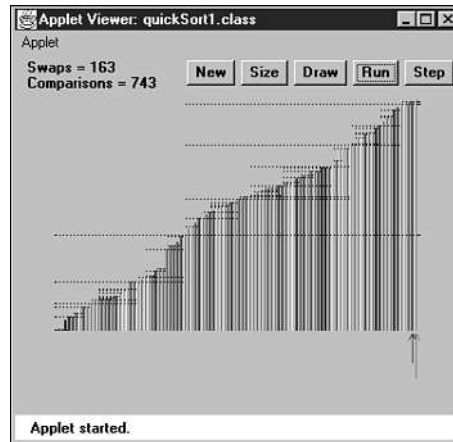 Applet Viewer: quickSort1.class
Applet
Swaps = 163
Comparisons = 743
New Size Draw Run Step
Applet started.